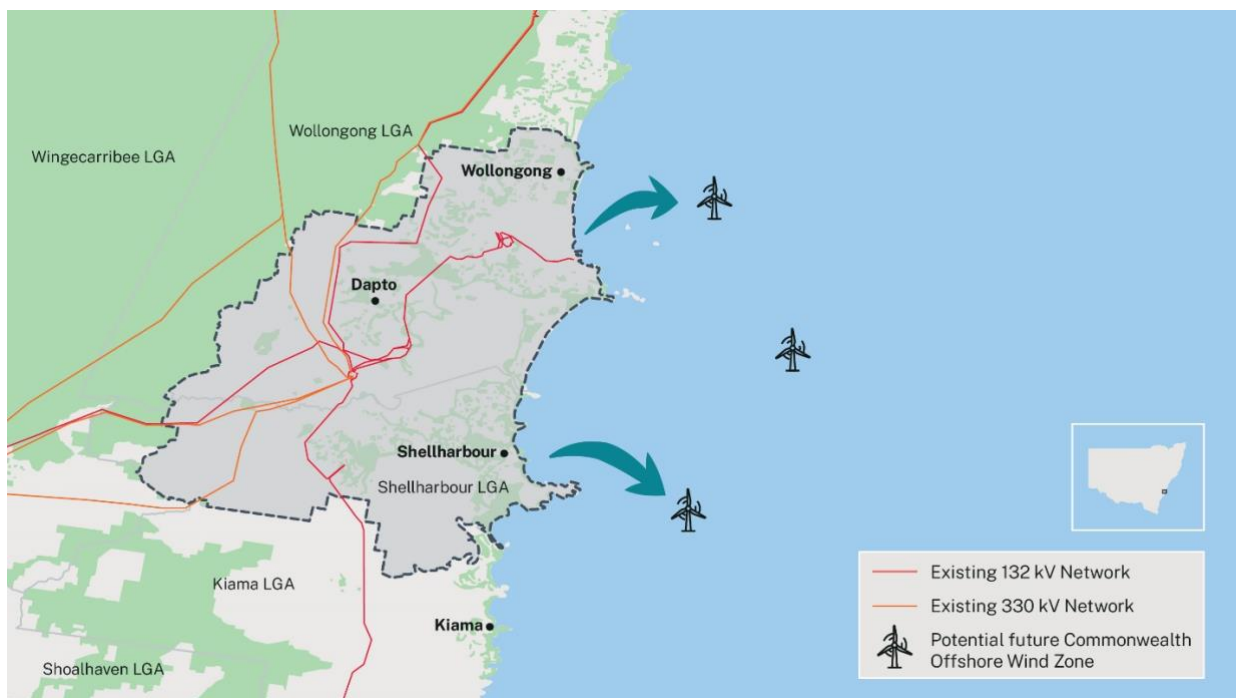 Wollongong LGA
Wingecarribee LGA
Wollongong
Dapto
Shellharbour
Shellharbour LGA
Kiama LGA
Kiama
Shoalhaven LGA
Existing 132 kV Network
Existing 330 kV Network
Potential future Commonwealth
Offshore Wind Zone